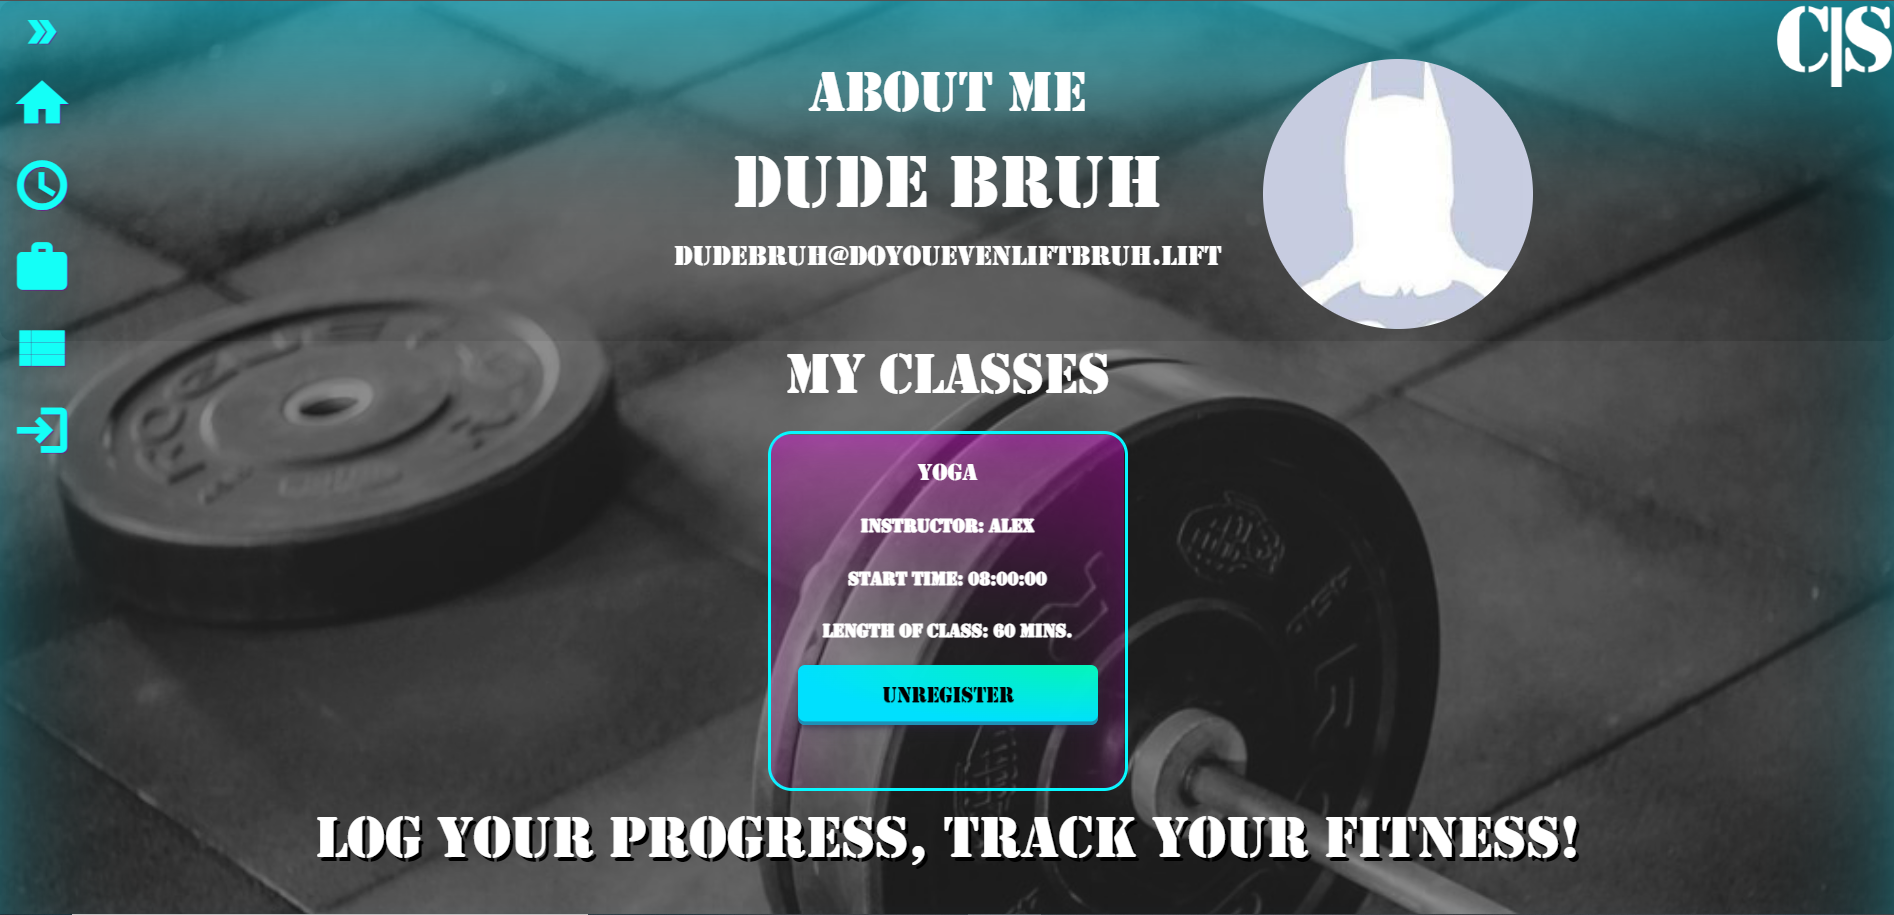 C|S
ABOUT ME
DUDE BRUH
DUDEBRUH@DOYOUEVENLIFTBRUH.LIFT
MY CLASSES
YOGA
INSTRUCTOR: ALEX
START TIME: 08:00:00
LENGTH OF CLASS: 60 MINS.
UNREGISTER
LOG YOUR PROGRESS, TRACK YOUR FITNESS!